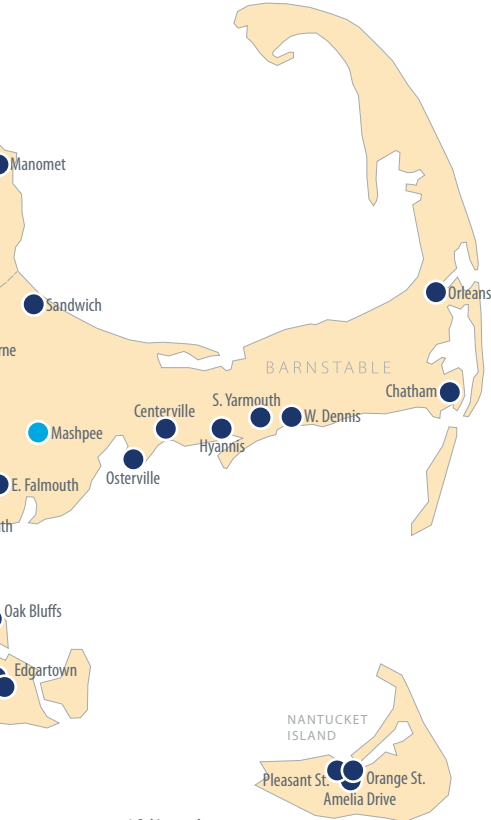 Manomet
Sandwich
Orleans
rne
BARNSTABLE
Chatham
S. Yarmouth
Centerville
W. Dennis
Mashpee
Hyannis
Osterville
E. Falmouth
th
Oak Bluffs
Edgartown
NANTUCKET
ISLAND
Pleasant St.
Orange St.
Amelia Drive